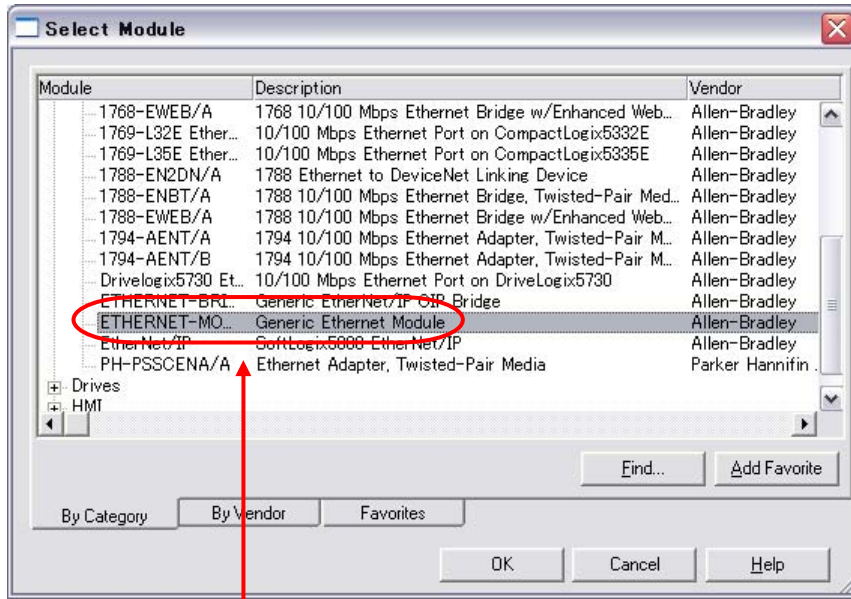 Select Module
Module Description Vendor
1768-EWEB/A 1768 10/100 Mbps Ethernet Bridge w/Enhanced Web... Allen-Bradley
1769-L32E Ether... 10/100 Mbps Ethernet Port on CompactLogix5332E Allen-Bradley
1769-L35E Ether... 10/100 Mbps Ethernet Port on CompactLogix5335E Allen-Bradley
1788-EN2DN/A 1788 Ethernet to DeviceNet Linking Device Allen-Bradley
1788-ENBT/A 1788 10/100 Mbps Ethernet Bridge, Twisted-Pair Med... Allen-Bradley
1788-EWEB/A 1788 10/100 Mbps Ethernet Bridge w/Enhanced Web... Allen-Bradley
1794-AENT/A 1794 10/100 Mbps Ethernet Adapter, Twisted-Pair M... Allen-Bradley
1794-AENT/B 1794 10/100 Mbps Ethernet Adapter, Twisted-Pair M... Allen-Bradley
Drivelogix5730 Et... 10/100 Mbps Ethernet Port on DriveLogix5730 Allen-Bradley
ETHERNET-BRI... Generic EtherNet/IP CIP Bridge Allen-Bradley
ETHERNET-MO... Generic Ethernet Module Allen-Bradley
EtherNet/IP SoftLogix5800 EtherNet/IP Allen-Bradley
PH-PSSCENA/A Ethernet Adapter, Twisted-Pair Media Parker Hannifin .
Drives
HMI
Find... Add Favorite
By Category By Vendor Favorites
OK Cancel Help